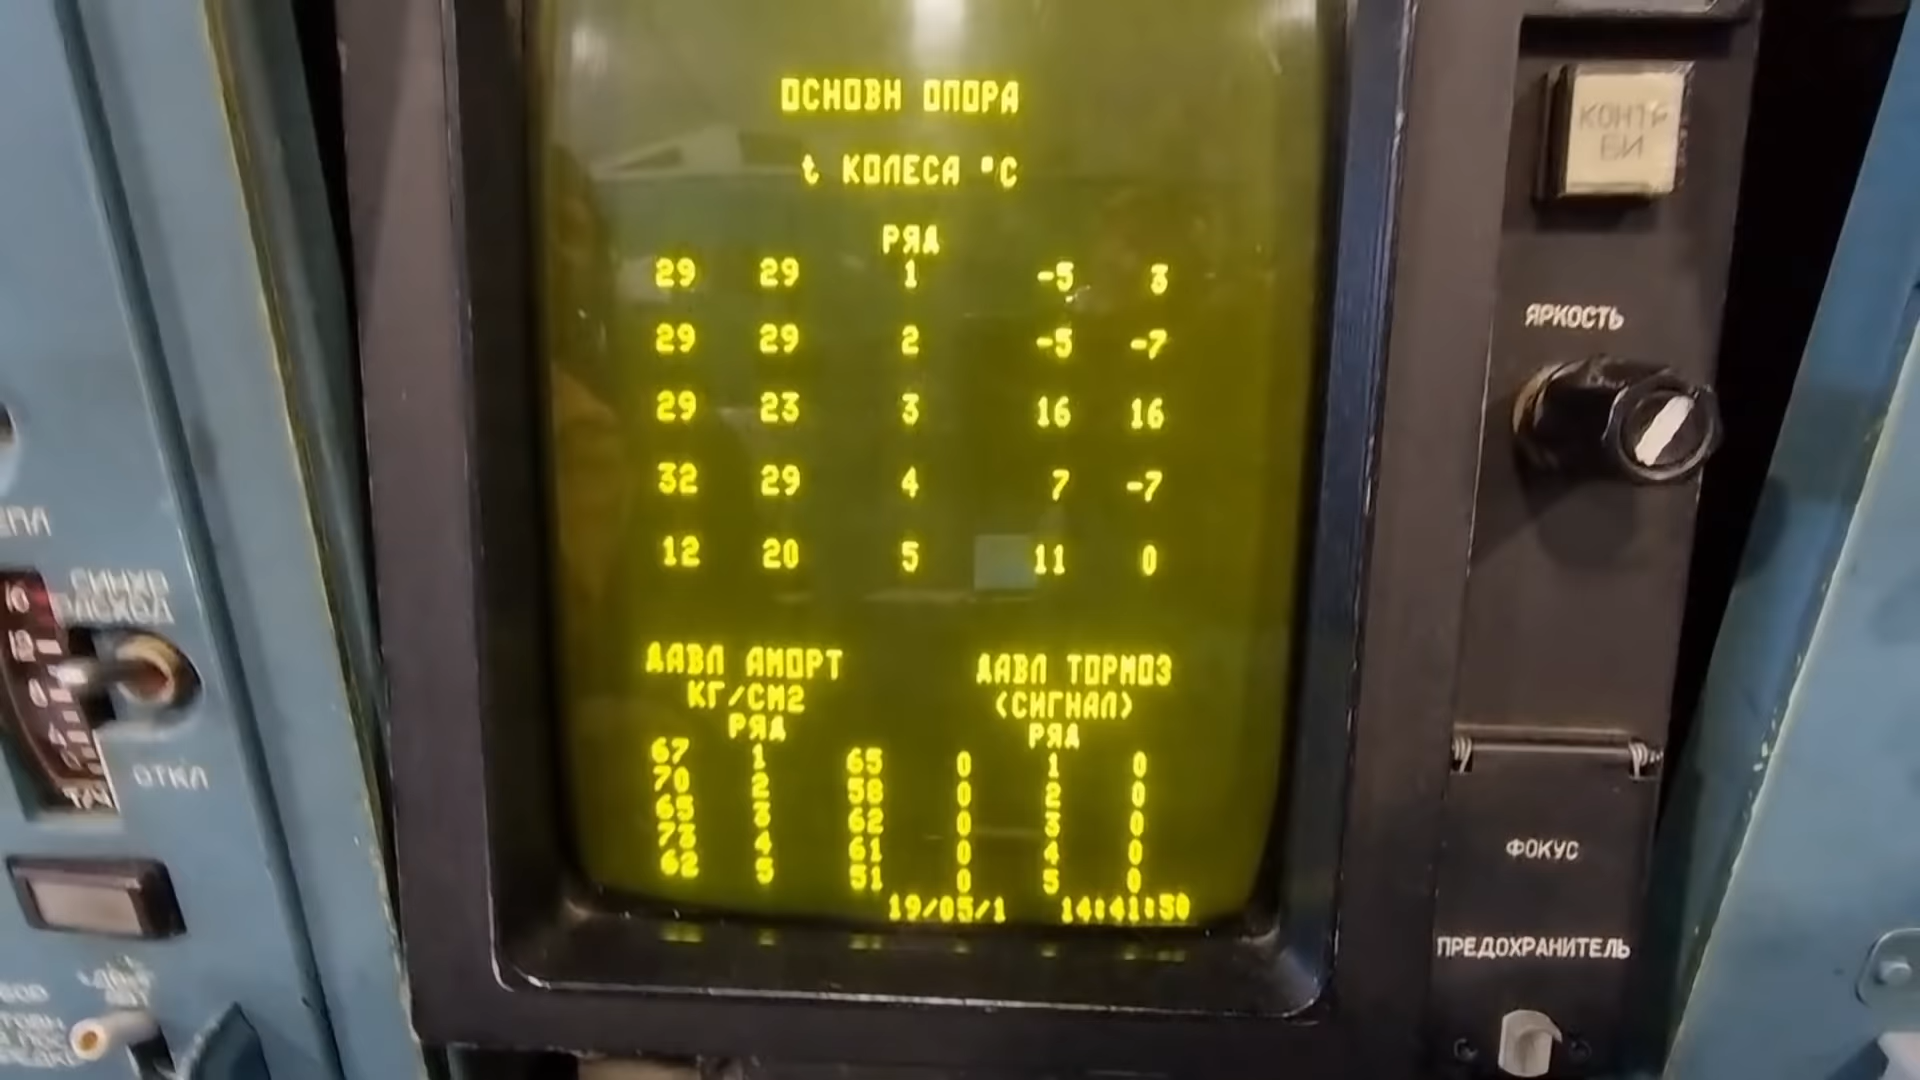 ОСНОВН ОПОРА
t КОЛЕСА °С
РЯД
29 29 1 -5 3
29 29 2 -5 -7
29 23 3 16 16
32 29 4 7 -7
12 20 5 11 0
ДАВЛ АМОРТ
КГ/СМ2
РЯД
67 1 65
70 2 58
65 3 62
73 4 61
62 5 51
ДАВЛ ТОРМОЗ
(СИГНАЛ)
РЯД
0 1 0
0 2 0
0 3 0
0 4 0
0 5 0
19/05/1 14:41:50
КОНТР
БИ
ЯРКОСТЬ
ФОКУС
ПРЕДОХРАНИТЕЛЬ
СИНХР
РАСХОД
ОТКЛ